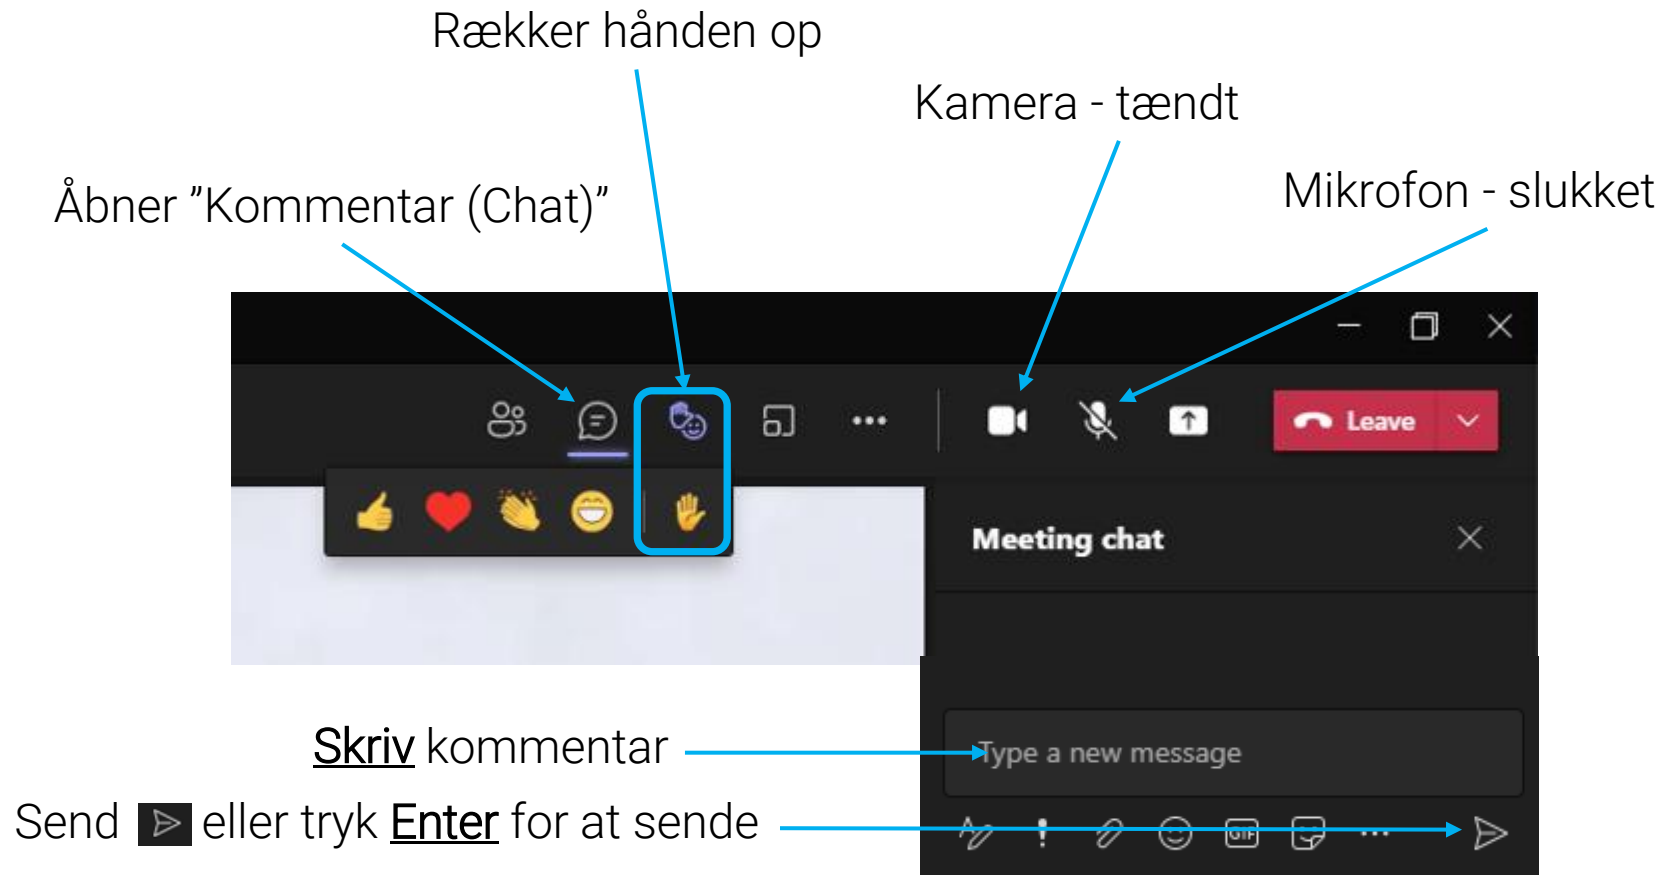 Rækker hånden op
Kamera - tændt
Mikrofon - slukket
Åbner ”Kommentar (Chat)”
Leave
Meeting chat
Skriv kommentar
Type a new message
Send eller tryk Enter for at sende
GIF